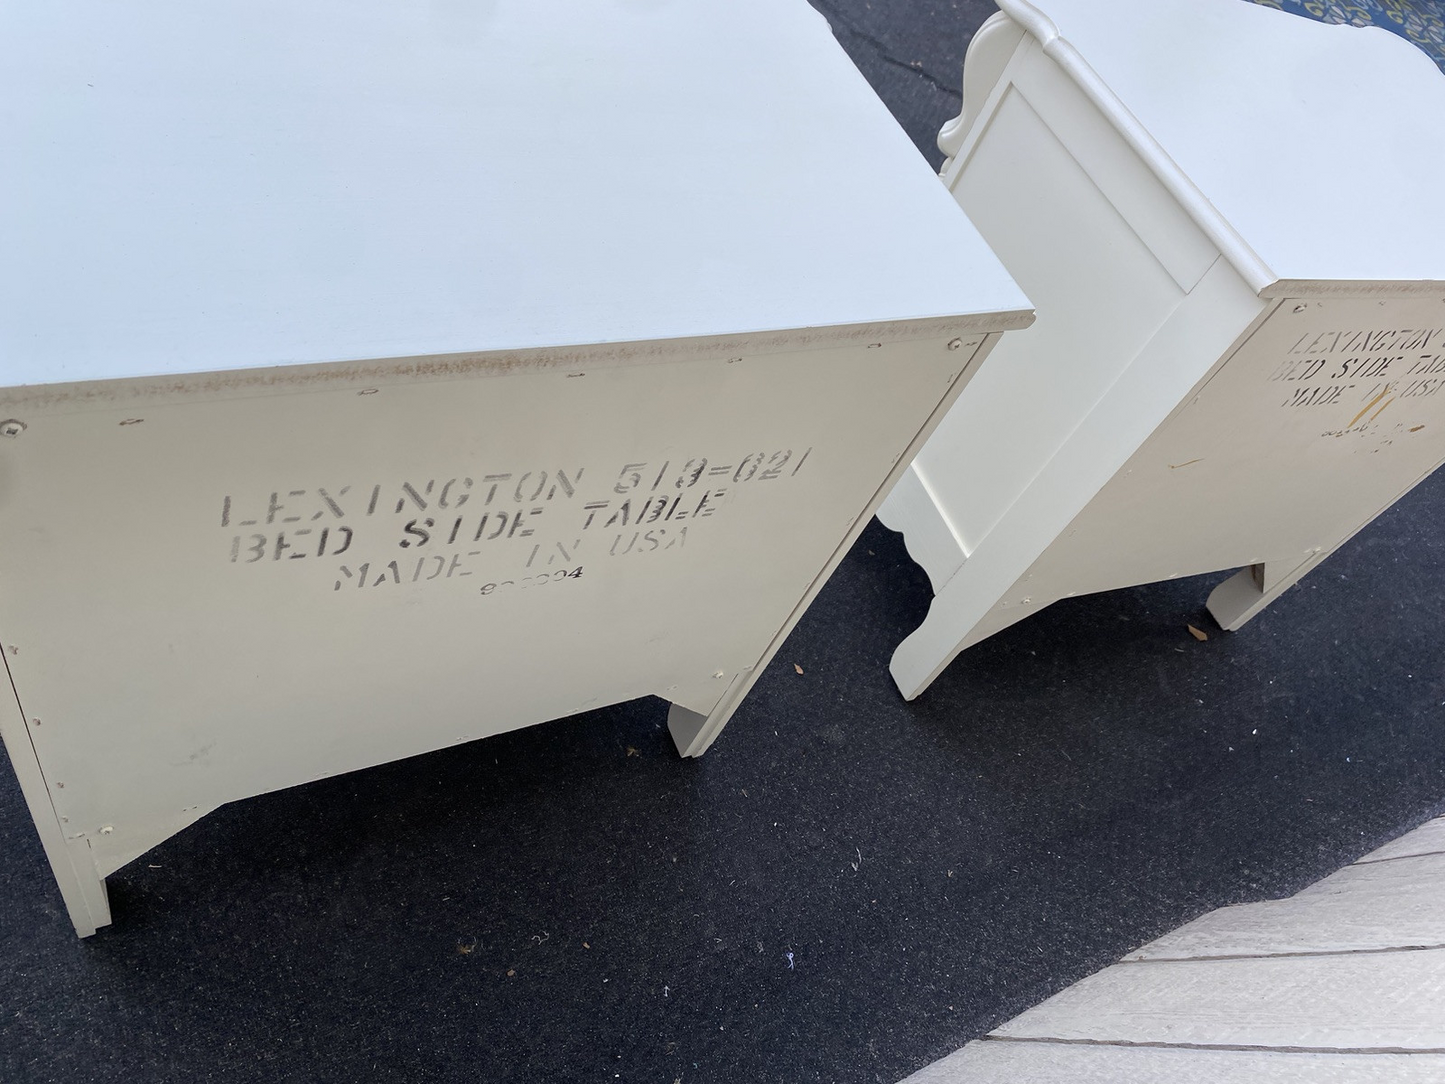 LEXINGTON 513-621
BED SIDE TABLE
MADE IN USA
LEXINGTON
BED SIDE TAB
MADE IN USA